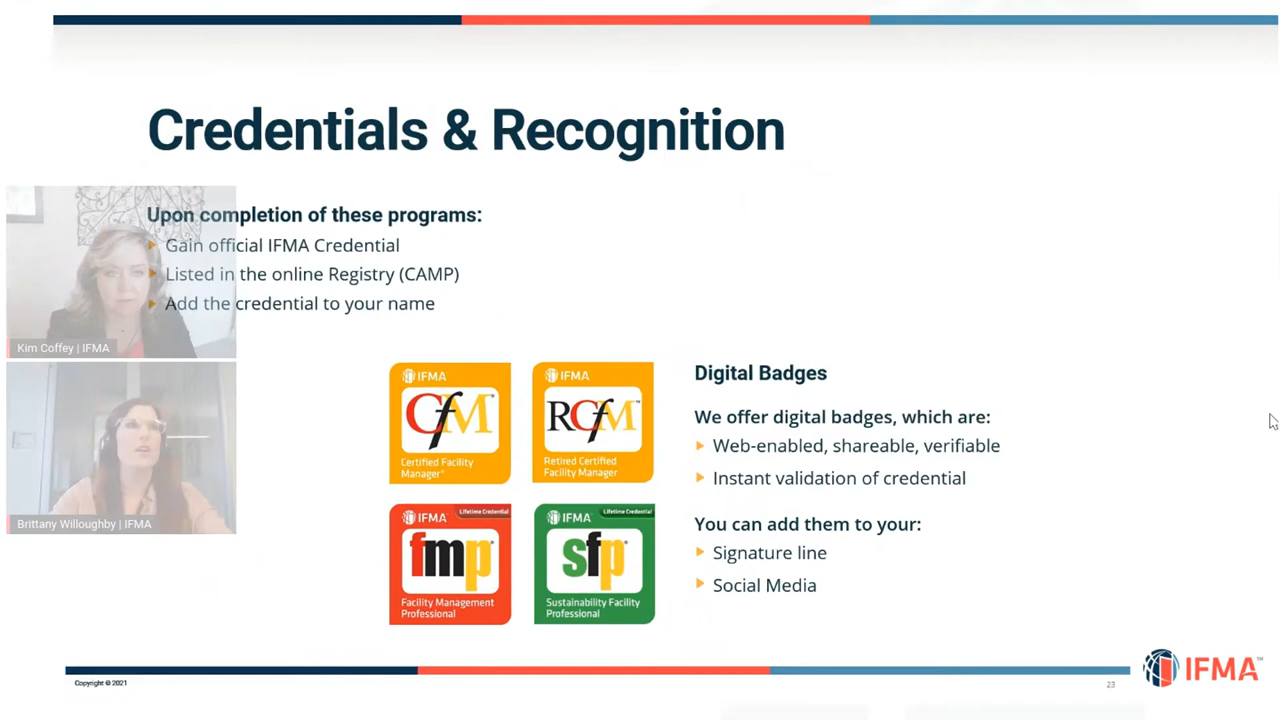 Credentials & Recognition
Upon completion of these programs:
Gain official IFMA Credential
Listed in the online Registry (CAMP)
Add the credential to your name
Kim Coffey | IFMA
Brittany Willoughby | IFMA
IFMA
CfM®
Certified Facility
Manager®
IFMA
RCfM™
Retired Certified
Facility Manager
IFMA
Lifetime Credential
fmp®
Facility Management
Professional
IFMA
Lifetime Credential
sfp®
Sustainability Facility
Professional
Digital Badges
We offer digital badges, which are:
Web-enabled, shareable, verifiable
Instant validation of credential
You can add them to your:
Signature line
Social Media
Copyright © 2021
23
IFMA™